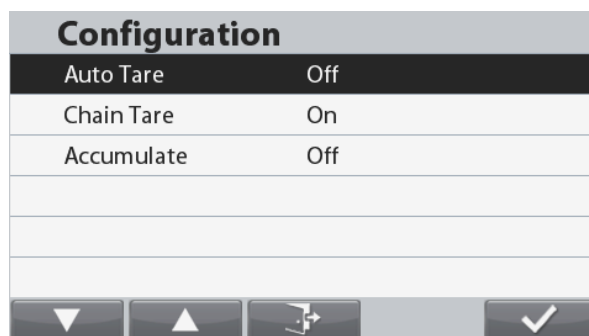 Configuration
Auto Tare Off
Chain Tare On
Accumulate Off